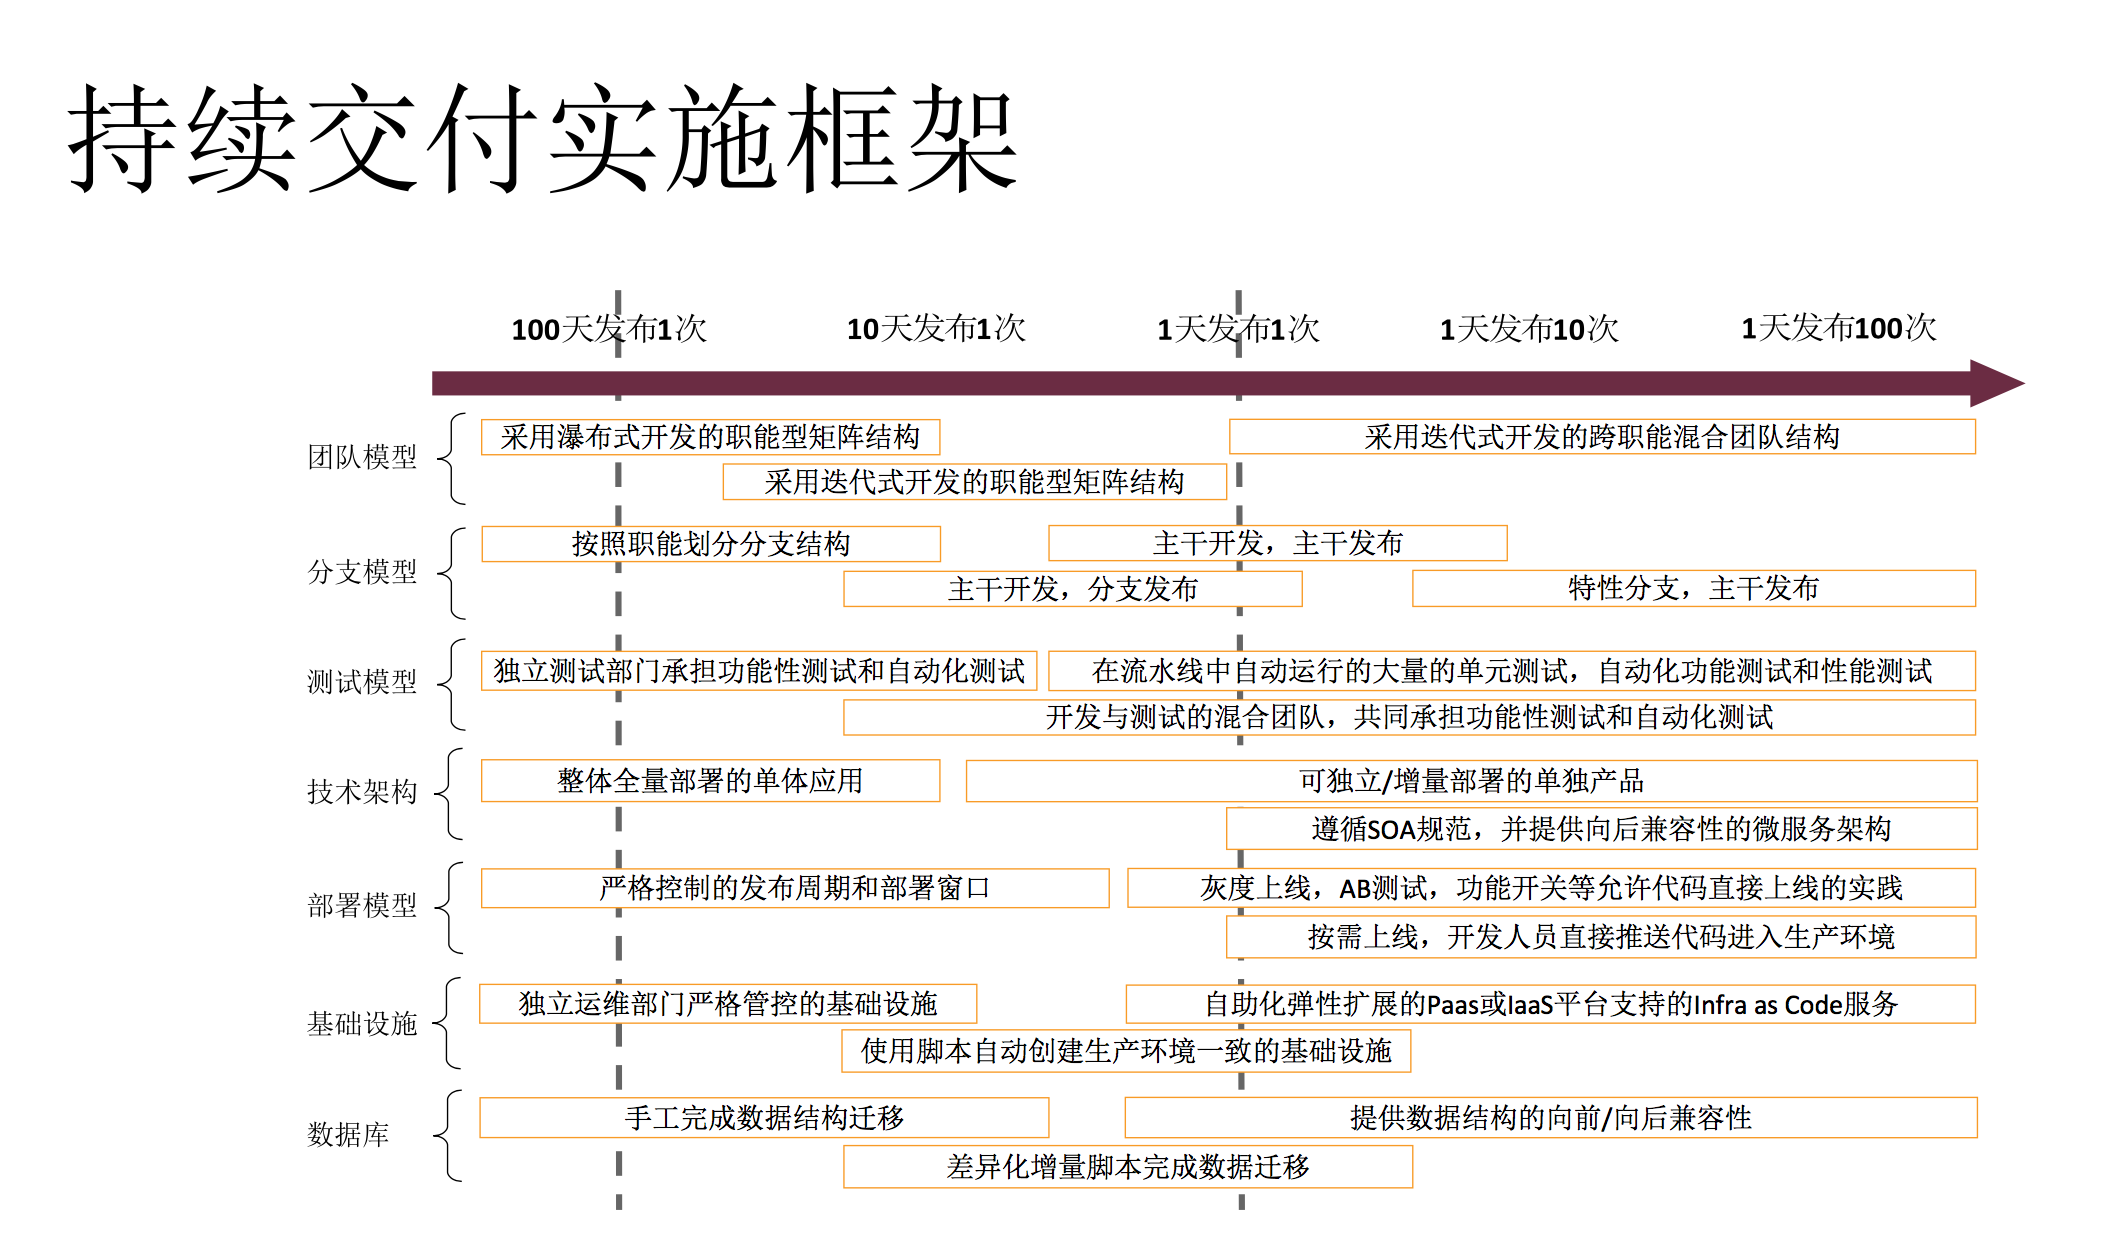 持续交付实施框架
100天发布1次
10天发布1次
1天发布1次
1天发布10次
1天发布100次
团队模型
采用瀑布式开发的职能型矩阵结构
采用迭代式开发的跨职能混合团队结构
采用迭代式开发的职能型矩阵结构
分支模型
按照职能划分分支结构
主干开发，主干发布
主干开发，分支发布
特性分支，主干发布
测试模型
独立测试部门承担功能性测试和自动化测试
在流水线中自动运行的大量的单元测试，自动化功能测试和性能测试
开发与测试的混合团队，共同承担功能性测试和自动化测试
技术架构
整体全量部署的单体应用
可独立/增量部署的单独产品
遵循SOA规范，并提供向后兼容性的微服务架构
部署模型
严格控制的发布周期和部署窗口
灰度上线，AB测试，功能开关等允许代码直接上线的实践
按需上线，开发人员直接推送代码进入生产环境
基础设施
独立运维部门严格管控的基础设施
自助化弹性扩展的Paas或IaaS平台支持的Infra as Code服务
使用脚本自动创建生产环境一致的基础设施
数据库
手工完成数据结构迁移
提供数据结构的向前/向后兼容性
差异化增量脚本完成数据迁移